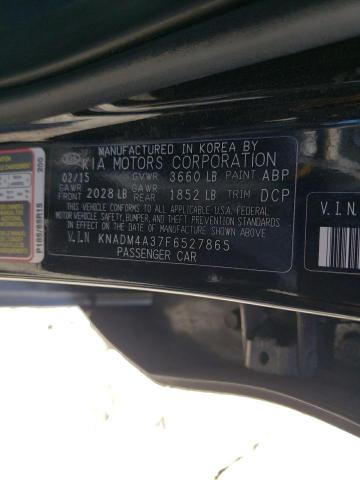 MANUFACTURED IN KOREA BY
KIA MOTORS CORPORATION
02/15 GVWR 3660 LB PAINT ABP
GAWR FRONT 2028 LB GAWR REAR 1852 LB TRIM DCP
THIS VEHICLE CONFORMS TO ALL APPLICABLE U.S.A. FEDERAL
MOTOR VEHICLE SAFETY, BUMPER, AND THEFT PREVENTION STANDARDS
IN EFFECT ON THE DATE OF MANUFACTURE SHOWN ABOVE.
V.I.N KNADM4A37F6527865
PASSENGER CAR
V.I.N
P185/65R15